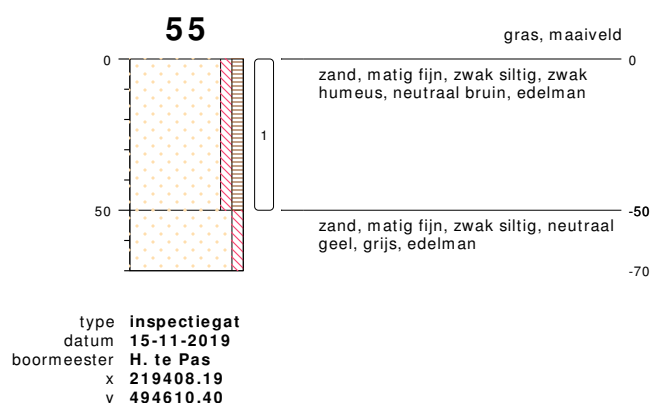 55
gras, maaiveld
0
0
zand, matig fijn, zwak siltig, zwak
humeus, neutraal bruin, edelman
1
50
-50
zand, matig fijn, zwak siltig, neutraal
geel, grijs, edelman
-70
type inspectiegat
datum 15-11-2019
boormeester H. te Pas
x 219408.19
y 494610.40